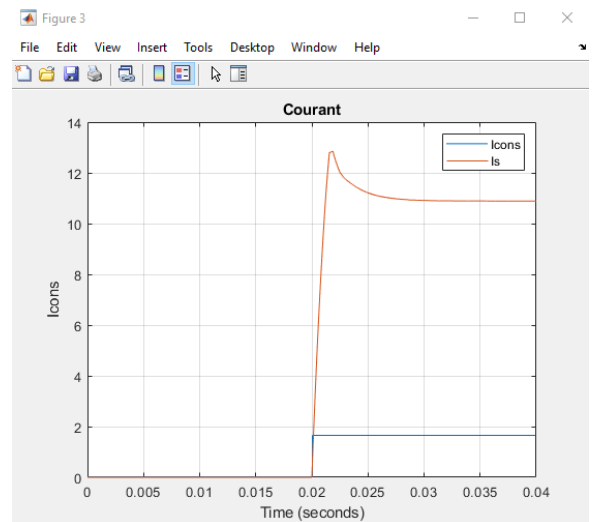 Figure 3
File Edit View Insert Tools Desktop Window Help
Courant
Icons
Is
14
12
10
8
6
4
2
0
Icons
0 0.005 0.01 0.015 0.02 0.025 0.03 0.035 0.04
Time (seconds)